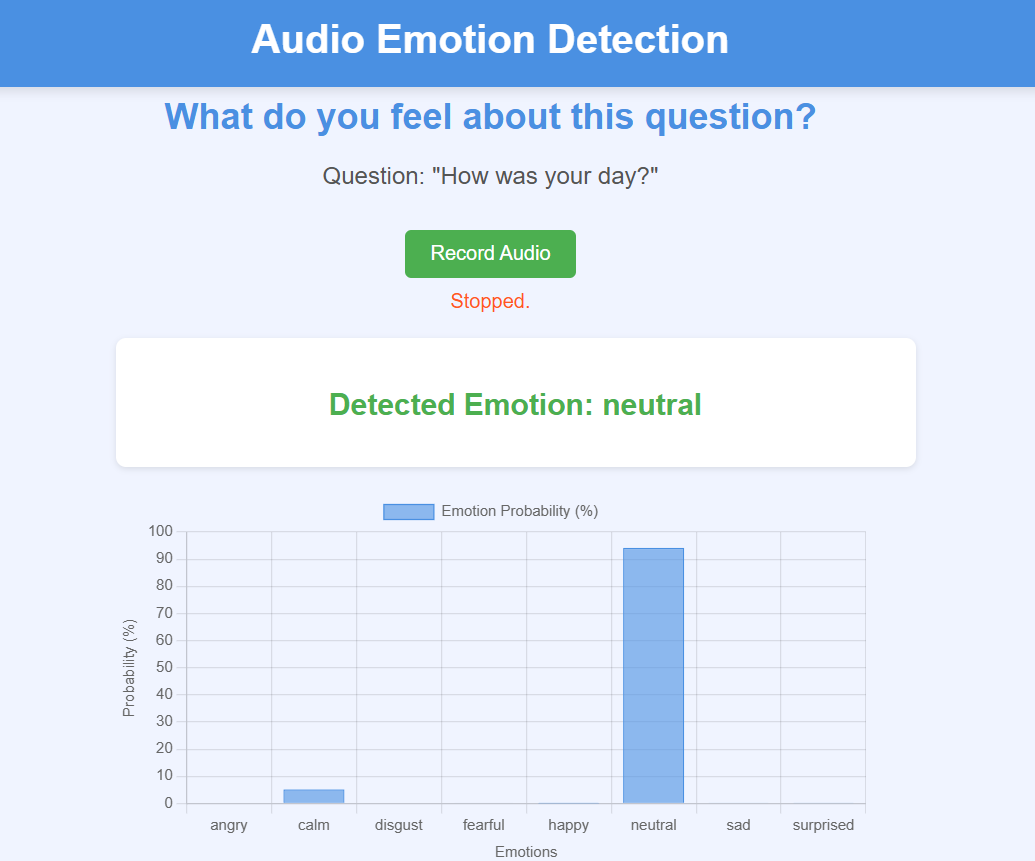 Audio Emotion Detection
What do you feel about this question?
Question: "How was your day?"
Record Audio
Stopped.
Detected Emotion: neutral
Emotion Probability (%)
100
90
80
70
60
50
40
30
20
10
0
Probability (%)
angry calm disgust fearful happy neutral sad surprised
Emotions